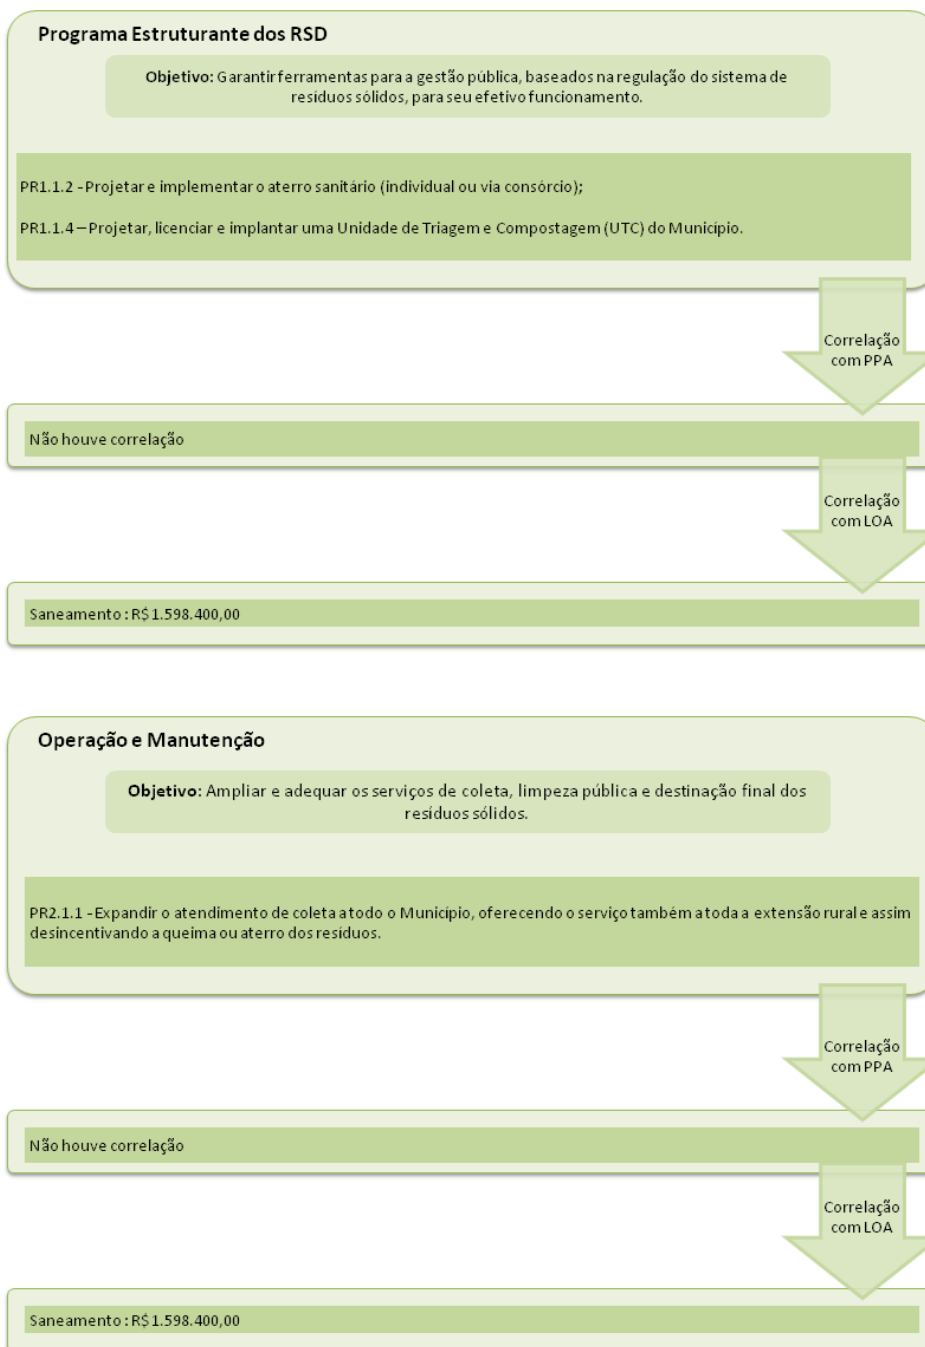 Programa Estruturante dos RSD
Objetivo: Garantir ferramentas para a gestão pública, baseados na regulação do sistema de
resíduos sólidos, para seu efetivo funcionamento.
PR1.1.2 - Projetar e implementar o aterro sanitário (individual ou via consórcio);
PR1.1.4 – Projetar, licenciar e implantar uma Unidade de Triagem e Compostagem (UTC) do Município.
Correlação
com PPA
Não houve correlação
Correlação
com LOA
Saneamento : R$ 1.598.400,00
Operação e Manutenção
Objetivo: Ampliar e adequar os serviços de coleta, limpeza pública e destinação final dos
resíduos sólidos.
PR2.1.1 - Expandir o atendimento de coleta a todo o Município, oferecendo o serviço também a toda a extensão rural e assim
desincentivando a queima ou aterro dos resíduos.
Correlação
com PPA
Não houve correlação
Correlação
com LOA
Saneamento : R$ 1.598.400,00